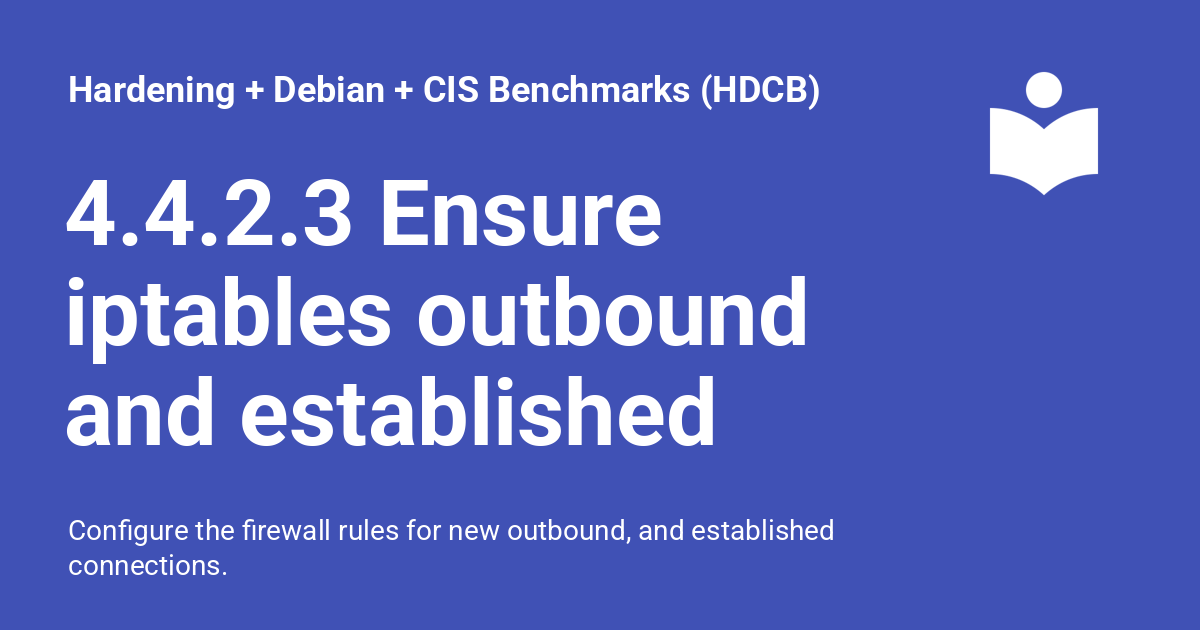 Hardening + Debian + CIS Benchmarks (HDCB)
4.4.2.3 Ensure
iptables outbound
and established
Configure the firewall rules for new outbound, and established
connections.